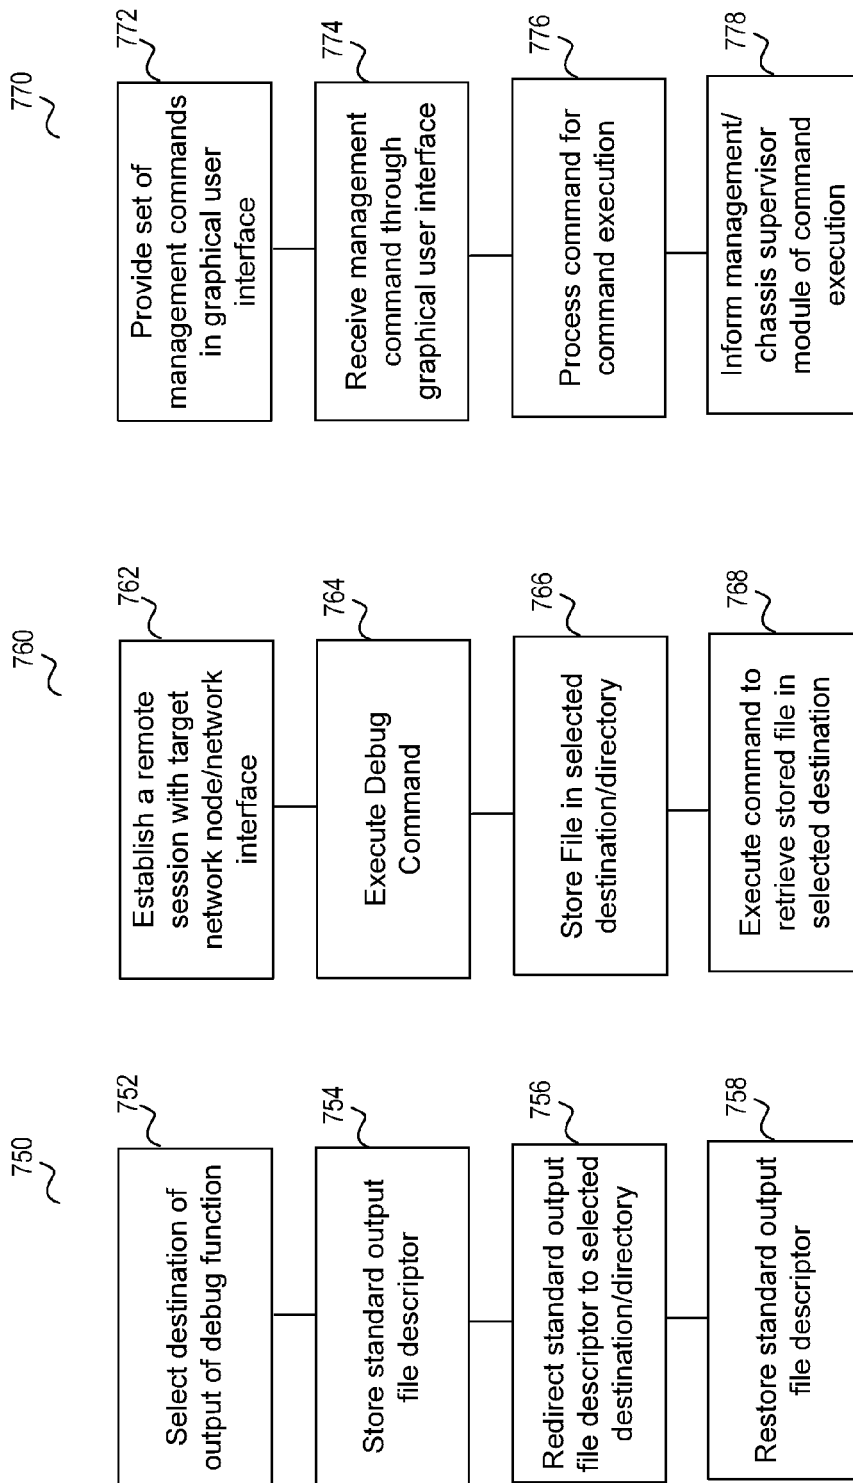 750
752
Select destination of
output of debug function
754
Store standard output
file descriptor
756
Redirect standard output
file descriptor to selected
destination/directory
758
Restore standard output
file descriptor
760
762
Establish a remote
session with target
network node/network
interface
764
Execute Debug
Command
766
Store File in selected
destination/directory
768
Execute command to
retrieve stored file in
selected destination
770
772
Provide set of
management commands
in graphical user
interface
774
Receive management
command through
graphical user interface
776
Process command for
command execution
778
Inform management/
chassis supervisor
module of command
execution